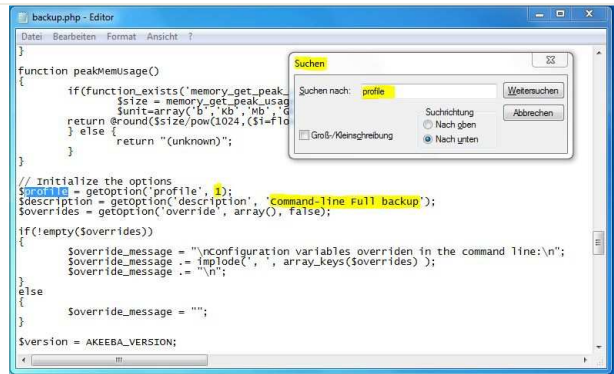 backup.php - Editor
Datei Bearbeiten Format Ansicht ?
}
function peakMemUsage()
{
if(function_exists('memory_get_peak_
$size = memory_get_peak_usag
$unit=array('b','Kb','Mb','G
return @round($size/pow(1024,($i=flo
} else {
return "(unknown)";
}
}
Suchen
Suchen nach: profile
Weitersuchen
Abbrechen
Suchrichtung
Nach oben
Nach unten
Groß-/Kleinschreibung
// Initialize the options
$profile = getOption('profile', 1);
$description = getOption('description', 'Command-line Full backup');
$overrides = getOption('override', array(), false);
if(!empty($overrides))
{
$override_message = "\nConfiguration variables overriden in the command line:\n";
$override_message .= implode(', ', array_keys($overrides) );
$override_message .= "\n";
}
else
{
$override_message = "";
}
$version = AKEEBA_VERSION;